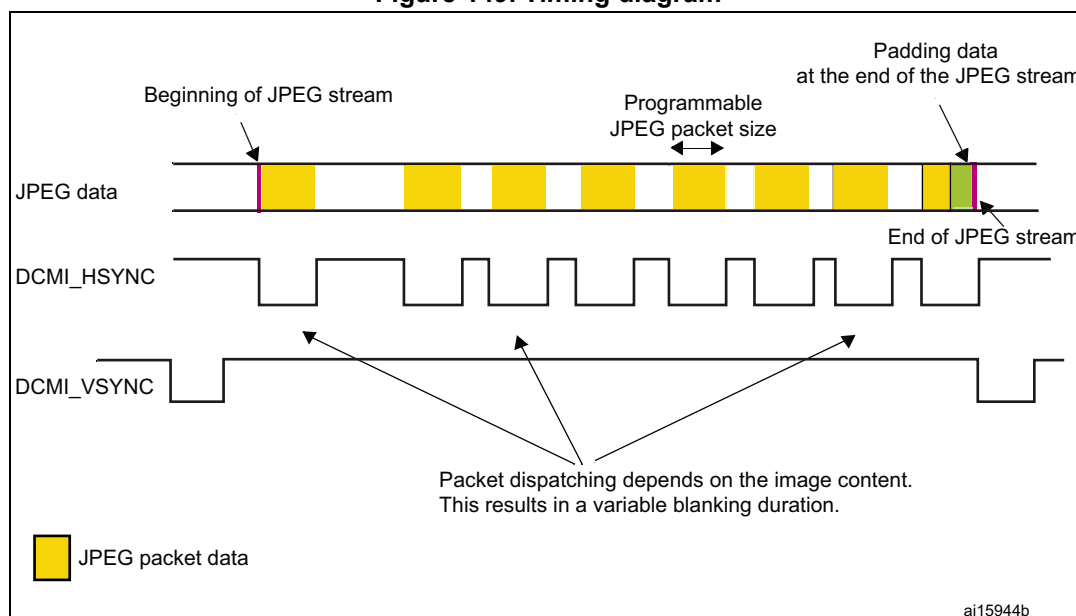 Padding data
at the end of the JPEG stream
Beginning of JPEG stream
Programmable
JPEG packet size
JPEG data
End of JPEG stream
DCMI_HSYNC
DCMI_VSYNC
Packet dispatching depends on the image content.
This results in a variable blanking duration.
JPEG packet data
ai15944b